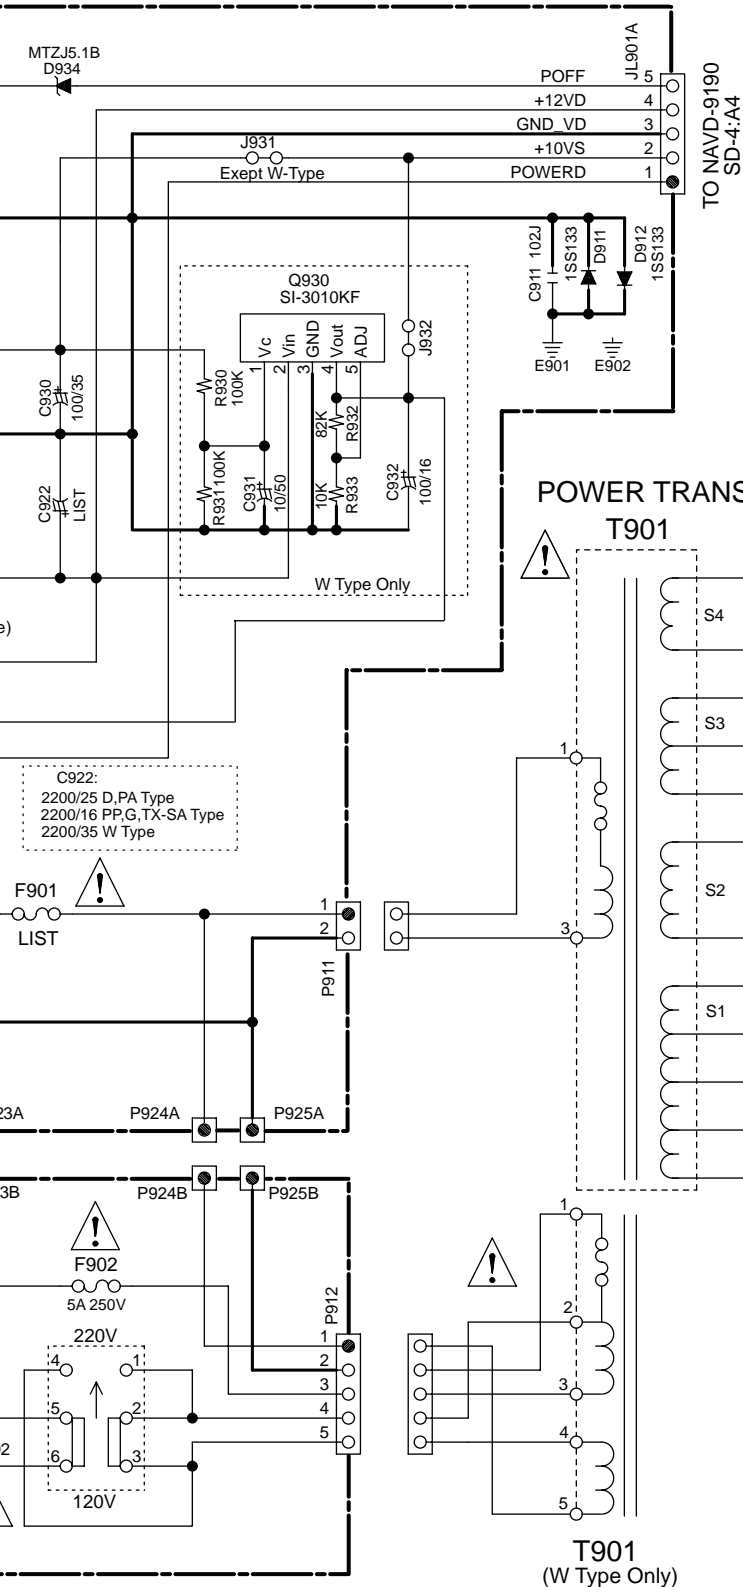 MTZJ5.1B
D934
JL901A
POFF 5
+12VD 4
GND_VD 3
+10VS 2
POWERD 1
TO NAVD-9190
SD-4:A4
J931
Exept W-Type
C911 102J
1SS133
D911
D912
1SS133
E901
E902
Q930
SI-3010KF
Vc
Vin
GND
Vout
ADJ
1
2
3
4
5
J932
R930
100K
C930
100/35
82K
R932
R931 100K
C931
10/50
10K
R933
C932
100/16
C922
LIST
W Type Only
e)
POWER TRANS
T901
S4
S3
S2
S1
1
3
C922:
2200/25 D,PA Type
2200/16 PP,G,TX-SA Type
2200/35 W Type
F901
LIST
1
2
P911
23A
P924A
P925A
3B
P924B
P925B
F902
5A 250V
P912
1
2
3
4
5
220V
4
1
5
2
6
3
120V
02
1
2
3
4
5
T901
(W Type Only)